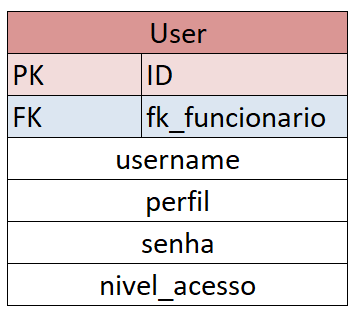 User
PK ID
FK fk_funcionario
username
perfil
senha
nivel_acesso